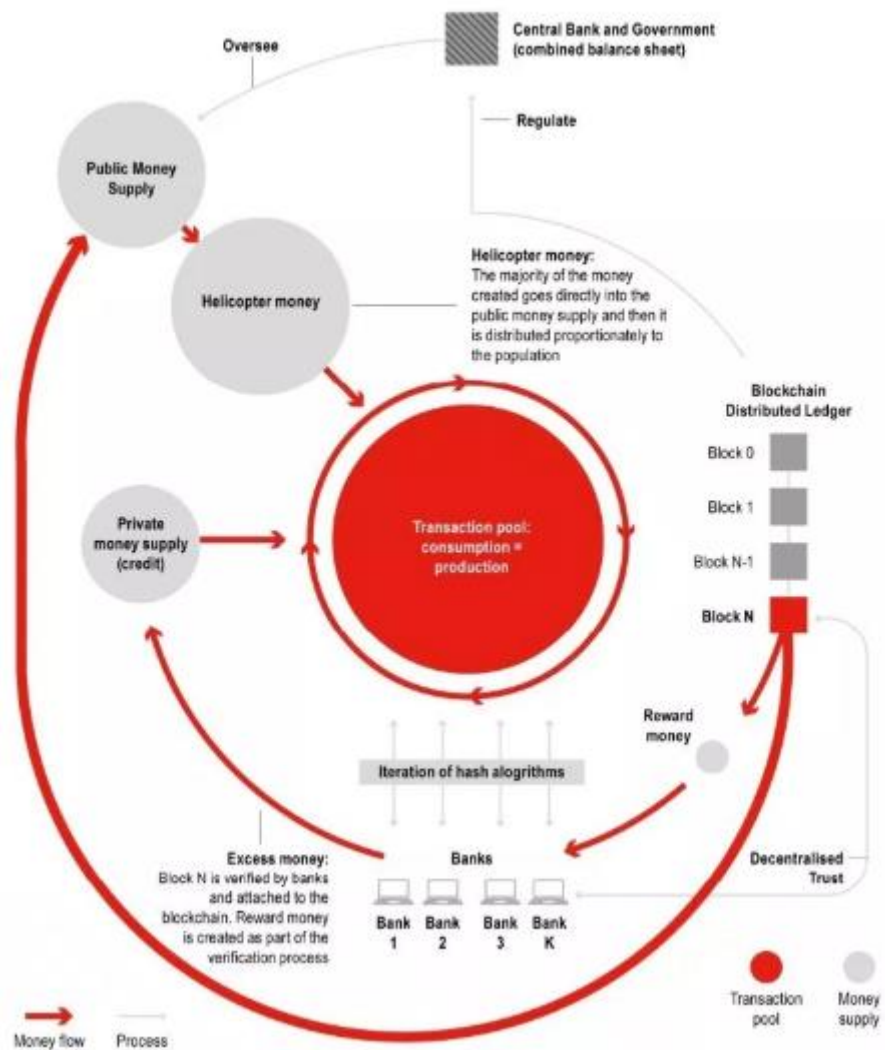 Central Bank and Government
(combined balance sheet)
Oversee
Regulate
Public Money
Supply
Helicopter money
Helicopter money:
The majority of the money
created goes directly into the
public money supply and then it
is distributed proportionately to
the population
Blockchain
Distributed Ledger
Block 0
Block 1
Block N-1
Block N
Private
money supply
(credit)
Transaction pool:
consumption =
production
Reward
money
Iteration of hash alogrithms
Excess money:
Block N is verified by banks
and attached to the
blockchain. Reward money
is created as part of the
verification process
Banks
Bank
1
Bank
2
Bank
3
Bank
K
Decentralised
Trust
Transaction
pool
Money
supply
Money flow
Process